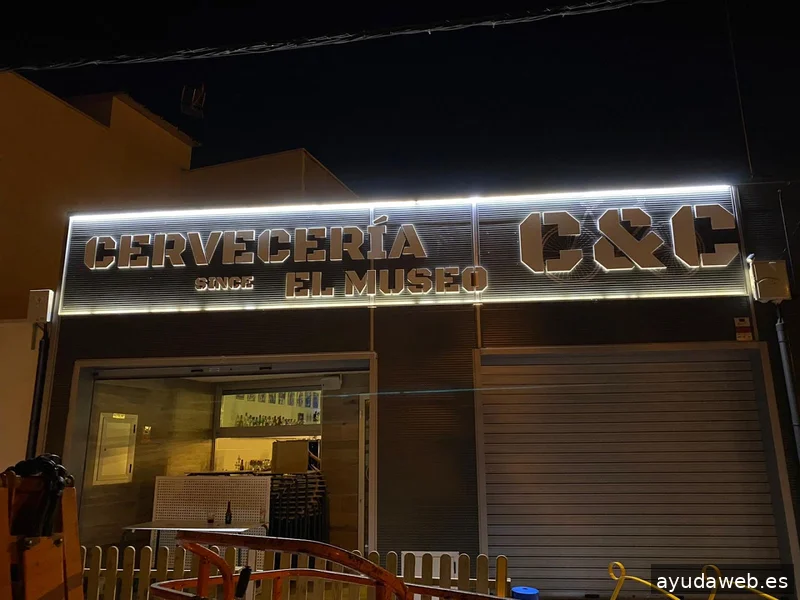 CERVECERÍA C&C
SINCE EL MUSEO
ayudaweb.es